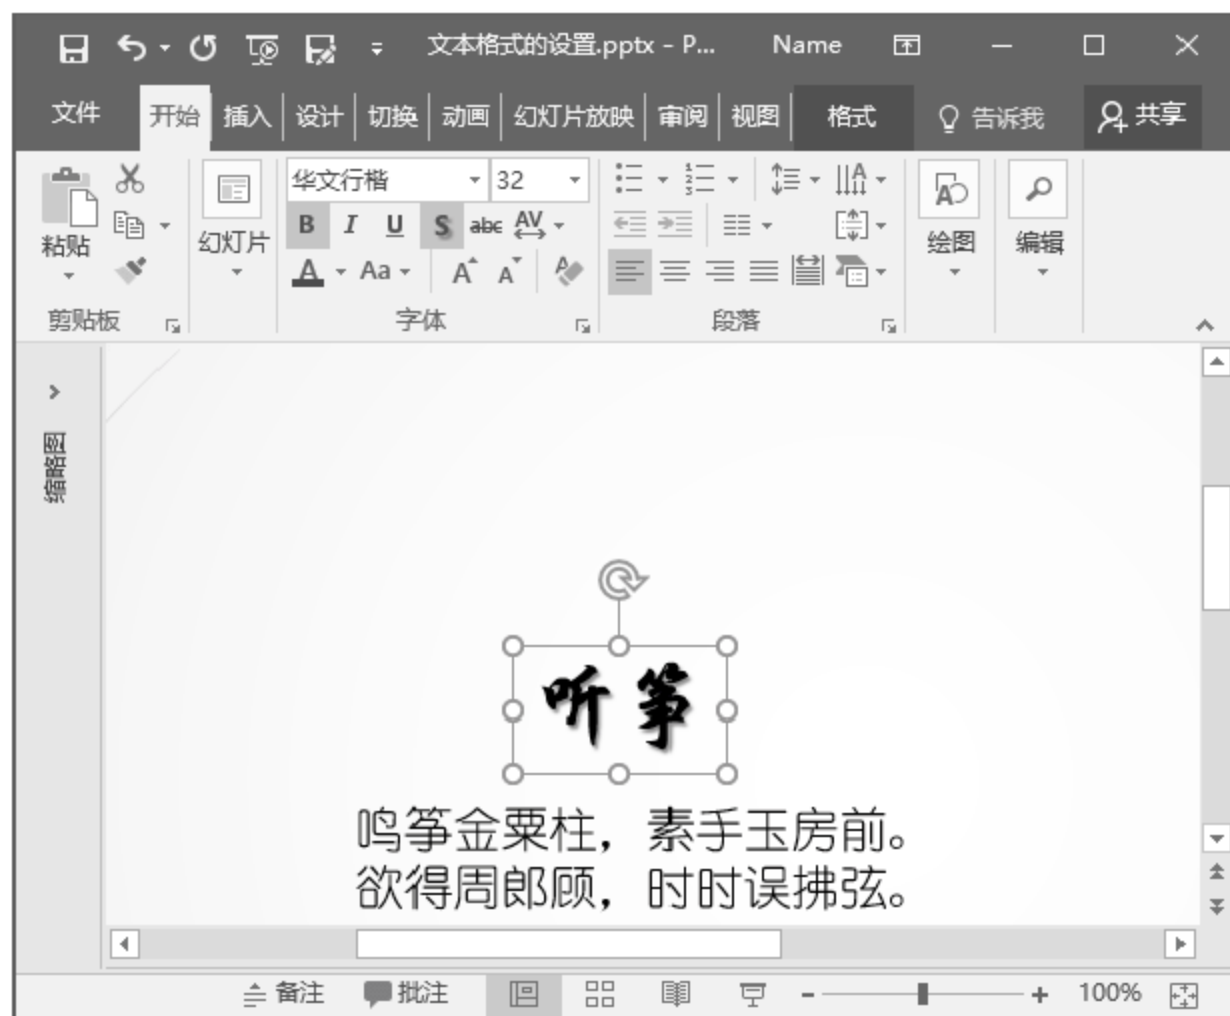 文本格式的设置.pptx - P... Name
文件 开始 插入 设计 切换 动画 幻灯片放映 审阅 视图 格式 告诉我 共享
华文行楷 32
粘贴 幻灯片 B I U S abc AV 绘图 编辑
A Aa A A A
剪贴板 字体 段落
缩略图
听筝
鸣筝金粟柱，素手玉房前。
欲得周郎顾，时时误拂弦。
备注 批注 100%